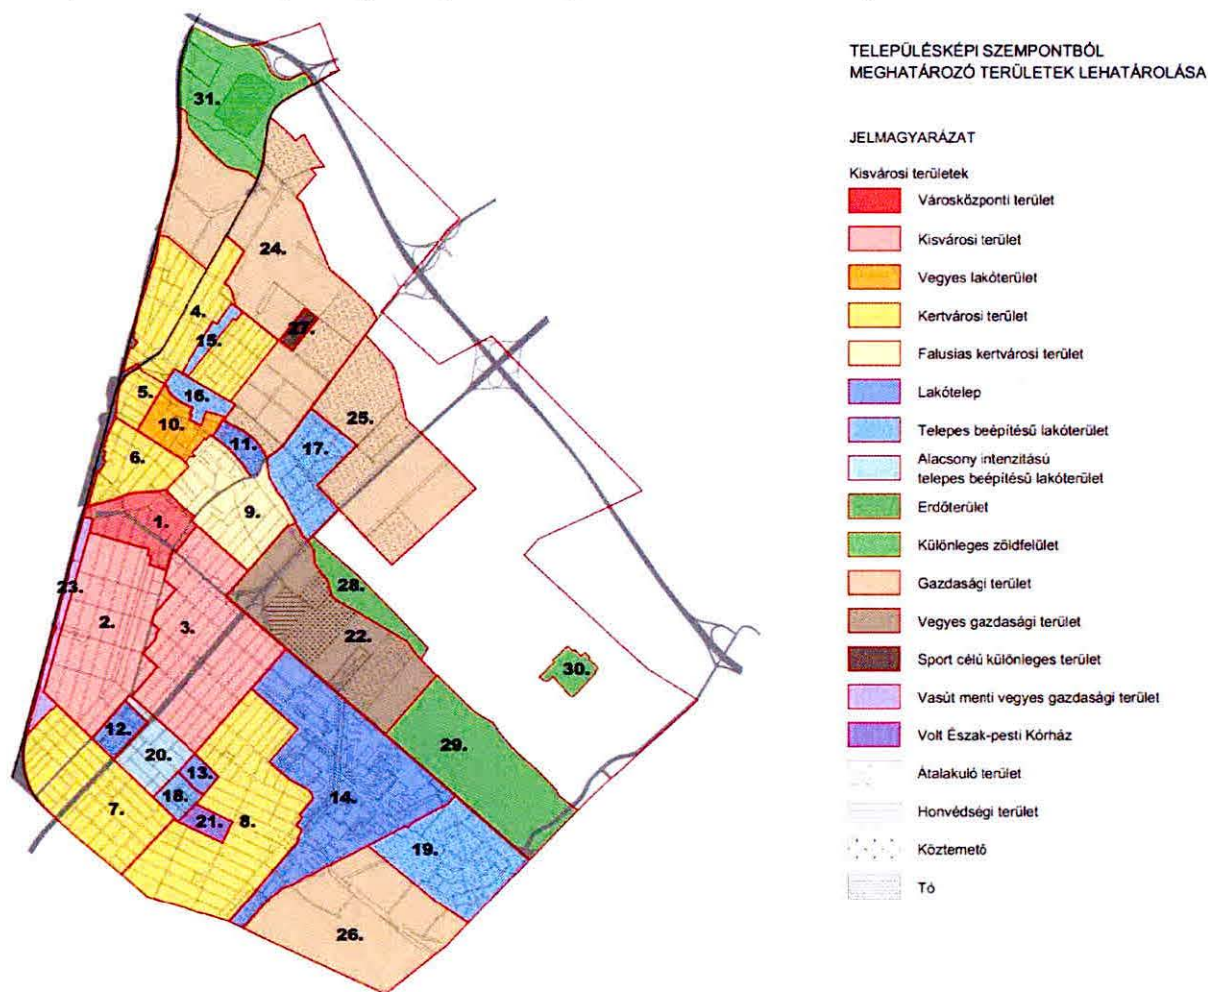 TELEPÜLÉSKÉPI SZEMPONTBÓL
MEGHATÁROZÓ TERÜLETEK LEHATÁROLÁSA
JELMAGYARÁZAT
Kisvárosi területek
Városközponti terület
Kisvárosi terület
Vegyes lakóterület
Kertvárosi terület
Falusias kertvárosi terület
Lakótelep
Telepes beépítésű lakóterület
Alacsony intenzitású
telepes beépítésű lakóterület
Erdőterület
Különleges zöldfelület
Gazdasági terület
Vegyes gazdasági terület
Sport célú különleges terület
Vasút menti vegyes gazdasági terület
Volt Észak-pesti Kórház
Átalakuló terület
Honvédségi terület
Köztemető
Tó
31.
24.
4.
27.
15.
5.
16.
25.
10.
11.
17.
6.
9.
1.
28.
23.
2.
3.
22.
30.
12.
20.
29.
13.
14.
18.
7.
21.
8.
19.
26.